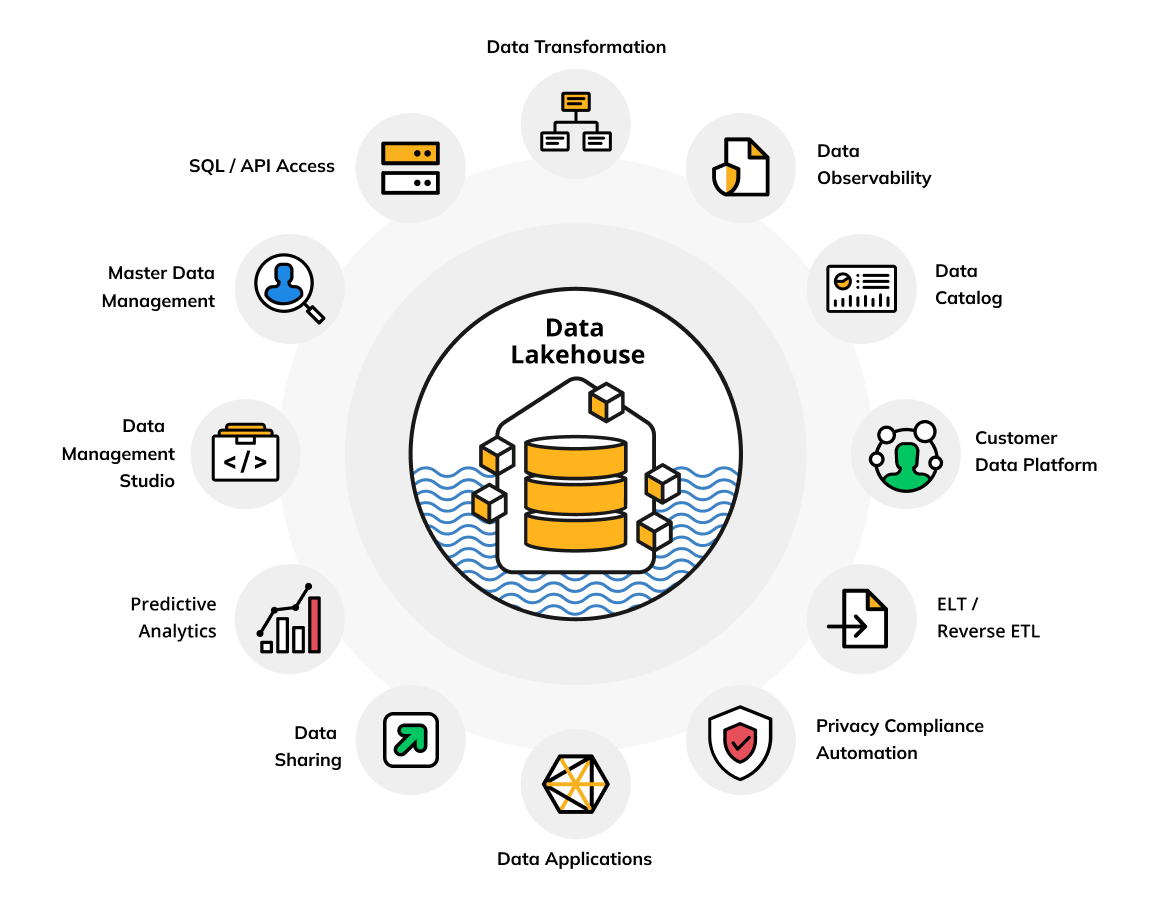 Data Transformation
SQL / API Access
Data
Observability
Master Data
Management
Data
Catalog
Data
Lakehouse
Data
Management
Studio
</>
Customer
Data Platform
Predictive
Analytics
ELT /
Reverse ETL
Data
Sharing
Privacy Compliance
Automation
Data Applications